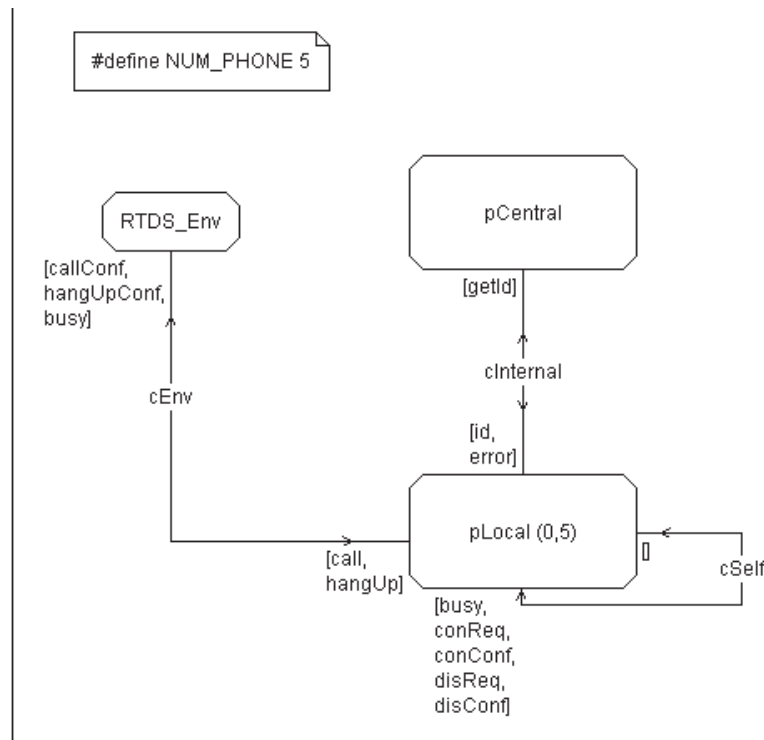 #define NUM_PHONE 5
RTDS_Env
pCentral
[callConf,
hangUpConf,
busy]
[getId]
cInternal
cEnv
[id,
error]
pLocal (0,5)
[call,
hangUp]
[]
cSelf
[busy,
conReq,
conConf,
disReq,
disConf]